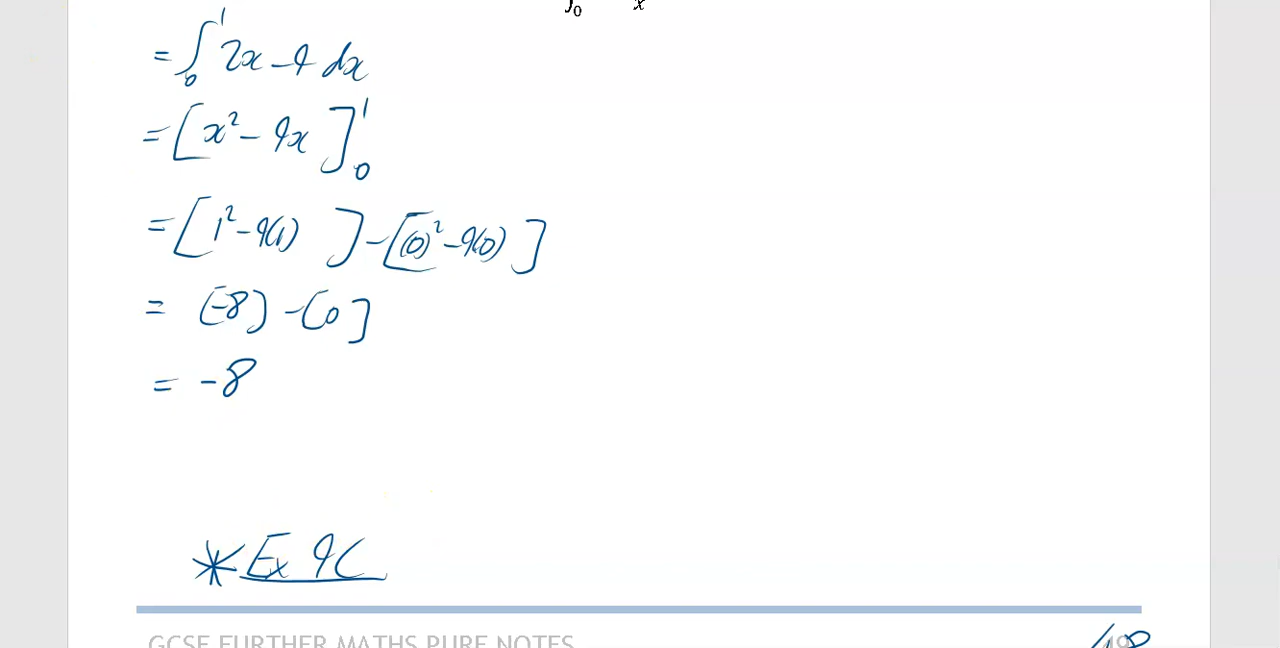 ∫₀ x
= ∫₀¹ 2x - 9 dx
= [x² - 9x]₀¹
= [1² - 9(1)] - [(0)² - 9(0)]
= (-8) - [0]
= -8
* Ex 9C
GCSE FURTHER MATHS PURE NOTES